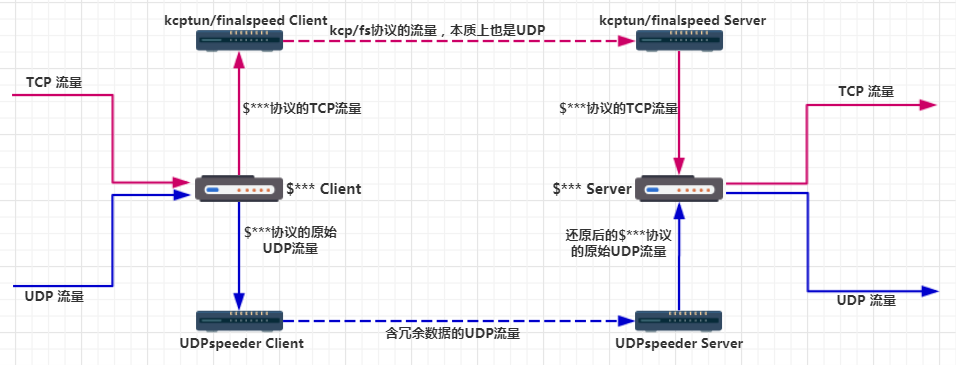 kcptun/finalspeed Client
kcptun/finalspeed Server
kcp/fs协议的流量，本质上也是UDP
TCP 流量
TCP 流量
$***协议的TCP流量
$***协议的TCP流量
$*** Client
$*** Server
$***协议的原始
UDP流量
还原后的$***协议
的原始UDP流量
UDP 流量
UDP 流量
含冗余数据的UDP流量
UDPspeeder Client
UDPspeeder Server